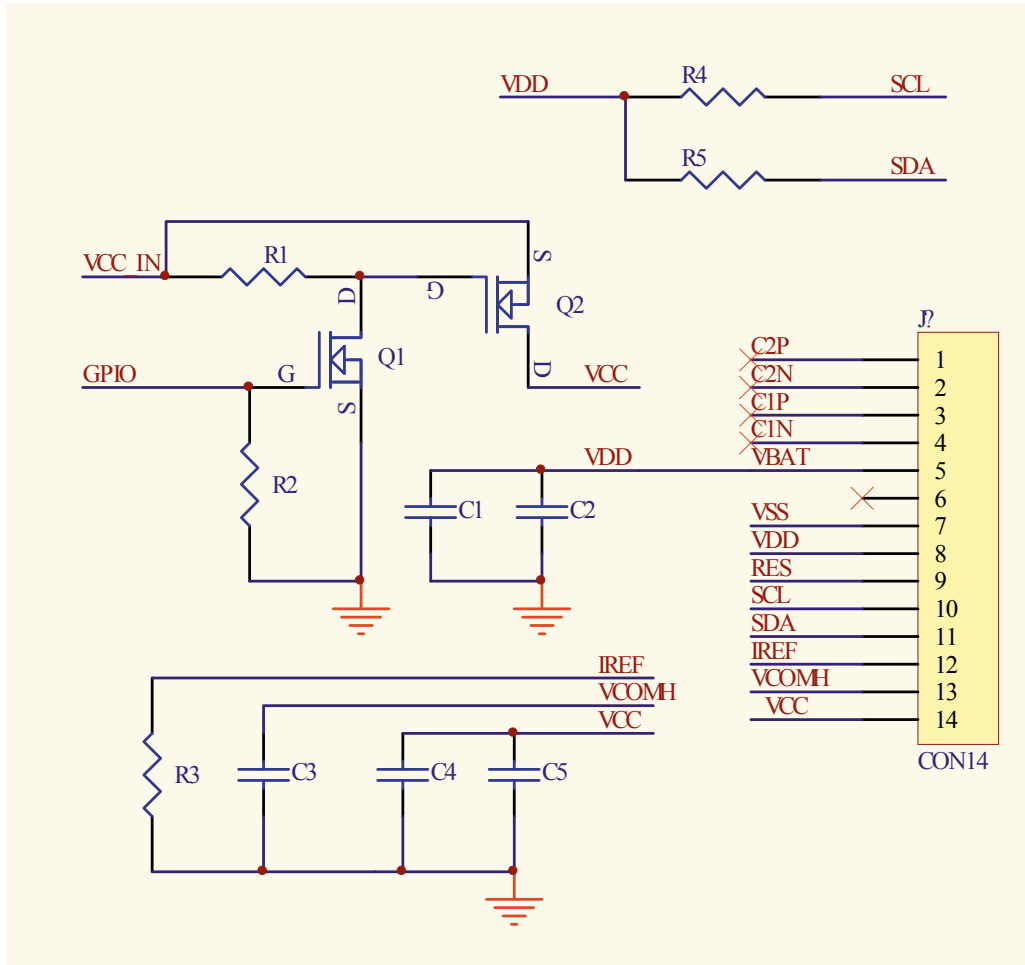 VDD
R4
SCL
R5
SDA
VCC_IN
R1
D
G
S
Q2
GPIO
G
Q1
S
D
VCC
R2
VDD
C1
C2
J?
C2P
1
C2N
2
C1P
3
C1N
4
VBAT
5
6
VSS
7
VDD
8
RES
9
SCL
10
SDA
11
IREF
12
VCOMH
13
VCC
14
CON14
IREF
VCOMH
VCC
R3
C3
C4
C5